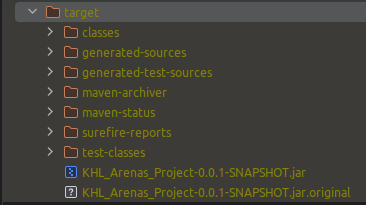 target
classes
generated-sources
generated-test-sources
maven-archiver
maven-status
surefire-reports
test-classes
KHL_Arenas_Project-0.0.1-SNAPSHOT.jar
KHL_Arenas_Project-0.0.1-SNAPSHOT.jar.original